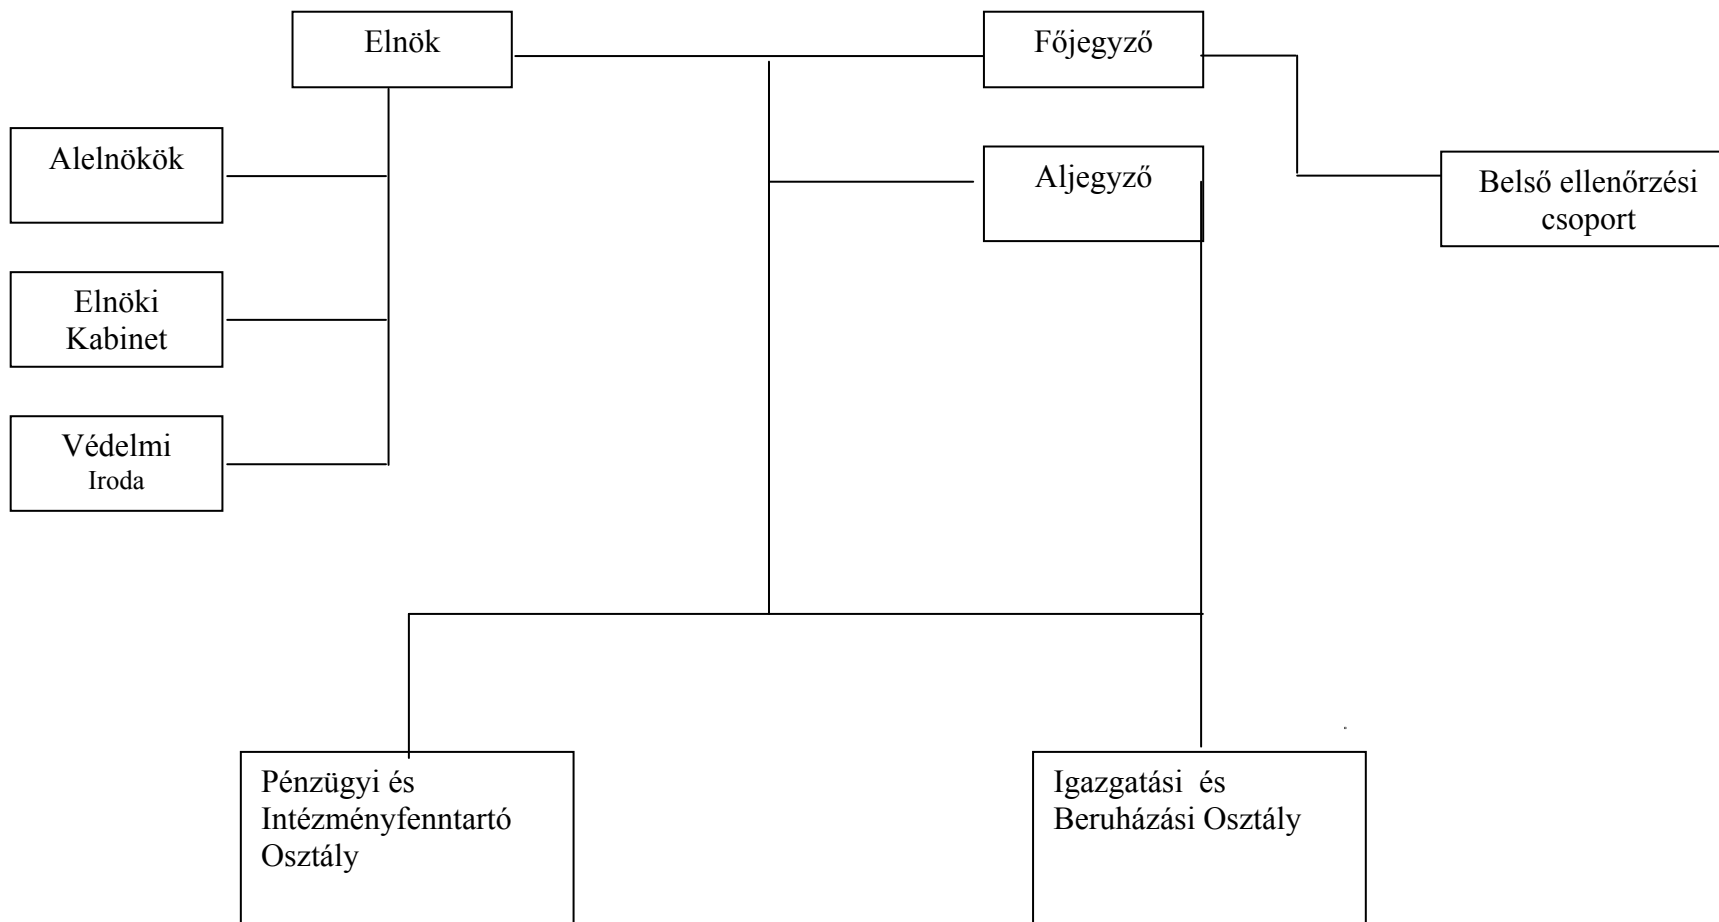 Elnök
Főjegyző
Alelnökök
Aljegyző
Belső ellenőrzési
csoport
Elnöki
Kabinet
Védelmi
Iroda
Pénzügyi és
Intézményfenntartó
Osztály
Igazgatási és
Beruházási Osztály